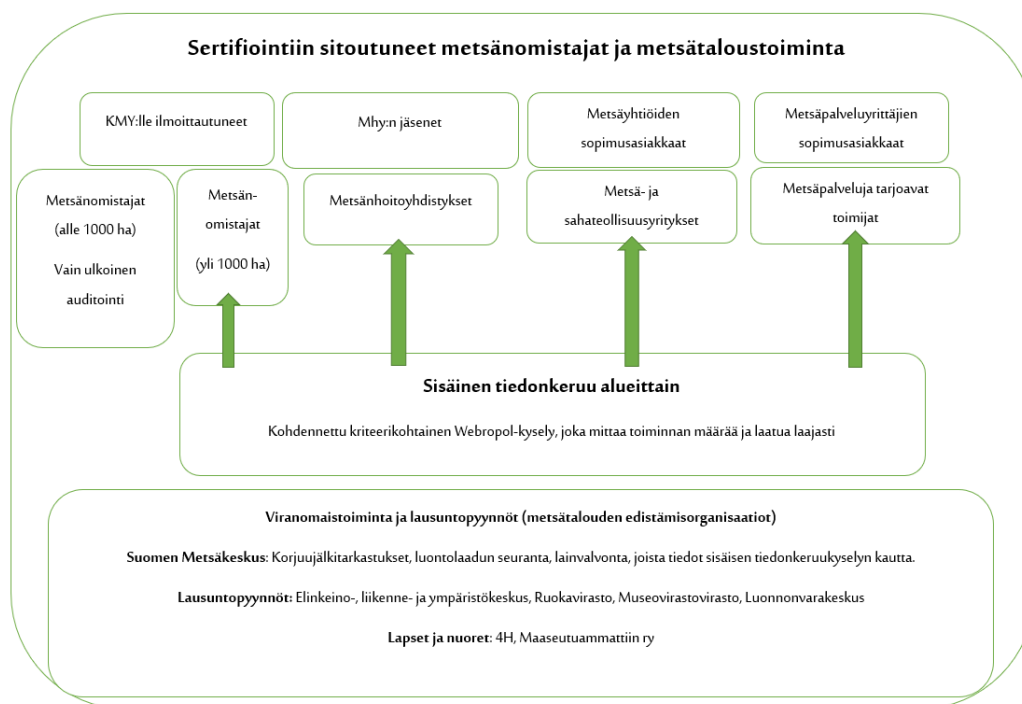 Sertifiointiin sitoutuneet metsänomistajat ja metsätaloustoiminta
KMY:lle ilmoittautuneet
Mhy:n jäsenet
Metsäyhtiöiden
sopimusasiakkaat
Metsäpalveluyrittäjien
sopimusasiakkaat
Metsänomistajat
(alle 1000 ha)
Vain ulkoinen
auditointi
Metsän-
omistajat
(yli 1000 ha)
Metsänhoitoyhdistykset
Metsä- ja
sahateollisuusyritykset
Metsäpalveluja tarjoavat
toimijat
Sisäinen tiedonkeruu alueittain
Kohdennettu kriteerikohtainen Webropol-kysely, joka mittaa toiminnan määrää ja laatua laajasti
Viranomaistoiminta ja lausuntopyynnöt (metsätalouden edistämisorganisaatiot)
Suomen Metsäkeskus: Korjuujälkitarkastukset, luontolaadun seuranta, lainvalvonta, joista tiedot sisäisen tiedonkeruukyselyn kautta.
Lausuntopyynnöt: Elinkeino-, liikenne- ja ympäristökeskus, Ruokavirasto, Museovirastovirasto, Luonnonvarakeskus
Lapset ja nuoret: 4H, Maaseutuammattiin ry